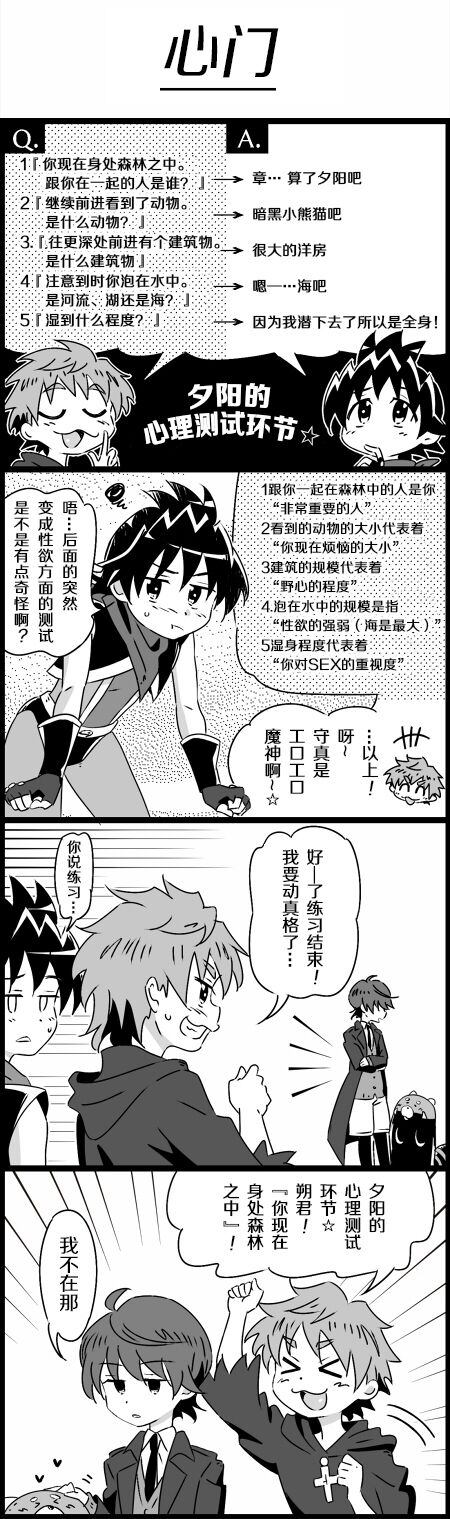 心门
Q.
A.
1『你现在身处森林之中。
跟你在一起的人是谁？』
章… 算了夕阳吧
2『继续前进看到了动物。
是什么动物？』
暗黑小熊猫吧
3.『往更深处前进有个建筑物。
是什么建筑物』
很大的洋房
4『注意到时你泡在水中。
是河流、湖还是海？』
嗯—…海吧
5『湿到什么程度？』
因为我潜下去了所以是全身！
夕阳的
心理测试环节☆
1跟你一起在森林中的人是你
“非常重要的人”
2看到的动物的大小代表着
“你现在烦恼的大小”
3建筑的规模代表着
“野心的程度”
4.泡在水中的规模是指
“性欲的强弱（海是最大）”
5湿身程度代表着
“你对SEX的重视度”
唔…后面的突然
变成性欲方面的测试
是不是有点奇怪啊？
…以上！
呀~
守真是
工口工口
魔神啊~☆
好—了练习结束！
我要动真格了…
你说练习…
夕阳的
心理测试
环节☆
朔君！
『你现在
身处森林
之中』！
我不在那